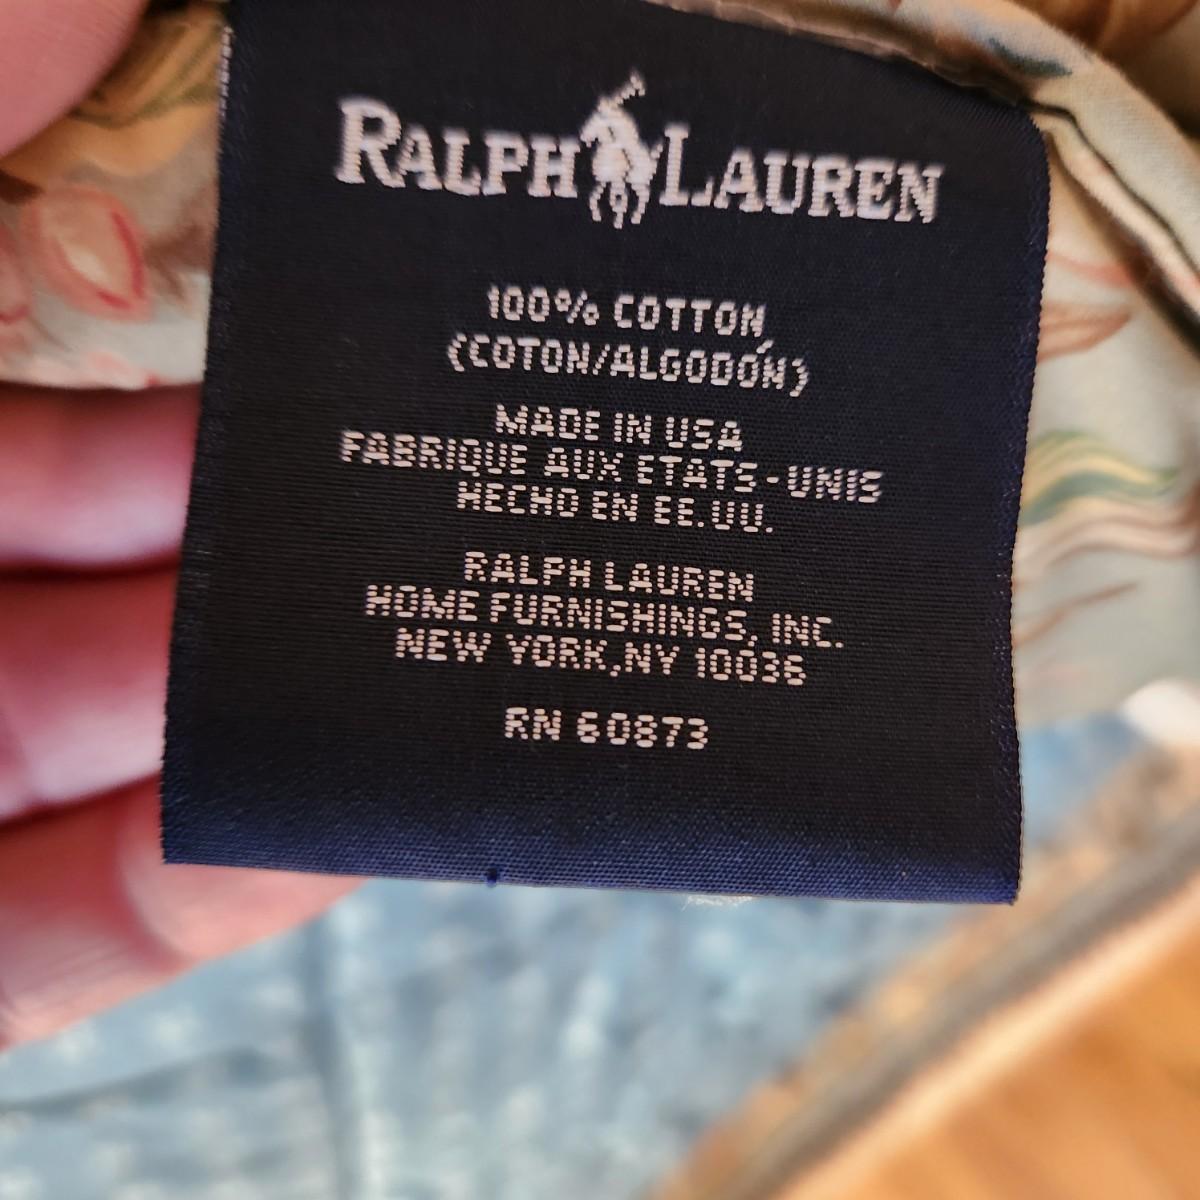 RALPH LAUREN
100% COTTON
(COTON/ALGODÓN)
MADE IN USA
FABRIQUE AUX ETATS-UNIS
HECHO EN EE.UU.
RALPH LAUREN
HOME FURNISHINGS, INC.
NEW YORK, NY 10036
RN 60873